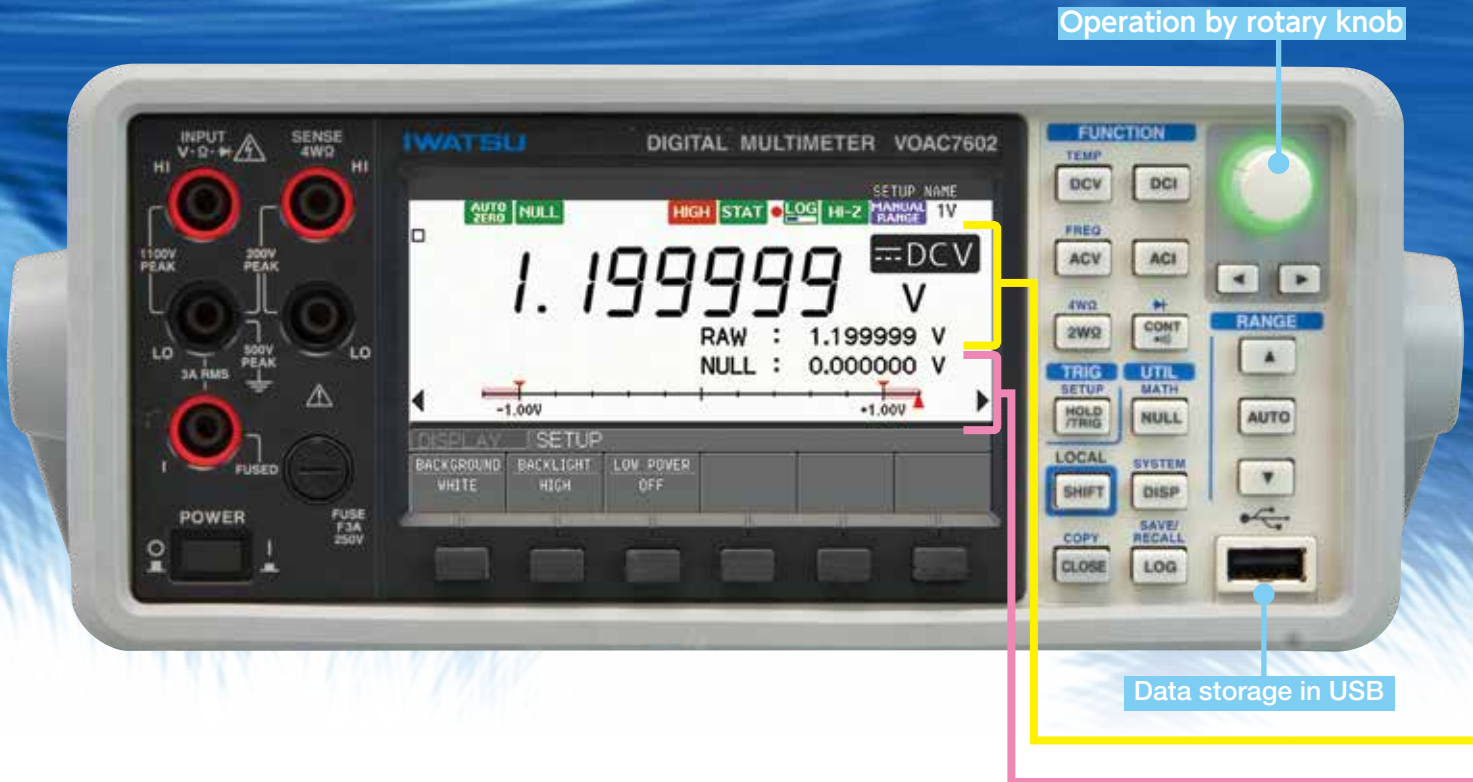 Operation by rotary knob
INPUT
V·Ω·
SENSE
4WΩ
HI
HI
1100V
PEAK
200V
PEAK
LO
LO
500V
PEAK
3A RMS
I
FUSED
POWER
FUSE
F3A
250V
IWATSU
DIGITAL MULTIMETER VOAC7602
SETUP NAME
AUTO ZERO NULL HIGH STAT LOG HI-Z MANUAL RANGE 1V
1.199999
DCV
V
RAW : 1.199999 V
NULL : 0.000000 V
-1.00V
+1.00V
DISPLAY SETUP
BACKGROUND BACKLIGHT LOW POWER
WHITE HIGH OFF
FUNCTION
TEMP
DCV DCI
FREQ
ACV ACI
4WΩ
2WΩ CONT
TRIG UTIL
SETUP MATH
HOLD
/TRIG
NULL
LOCAL SYSTEM
SHIFT DISP
COPY
SAVE/
RECALL
CLOSE LOG
RANGE
AUTO
Data storage in USB